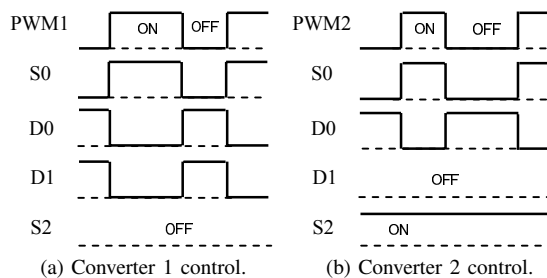 PWM1 ON OFF
S0
D0
D1
S2 OFF
(a) Converter 1 control.
PWM2 ON OFF
S0
D0
D1 OFF
S2 ON
(b) Converter 2 control.